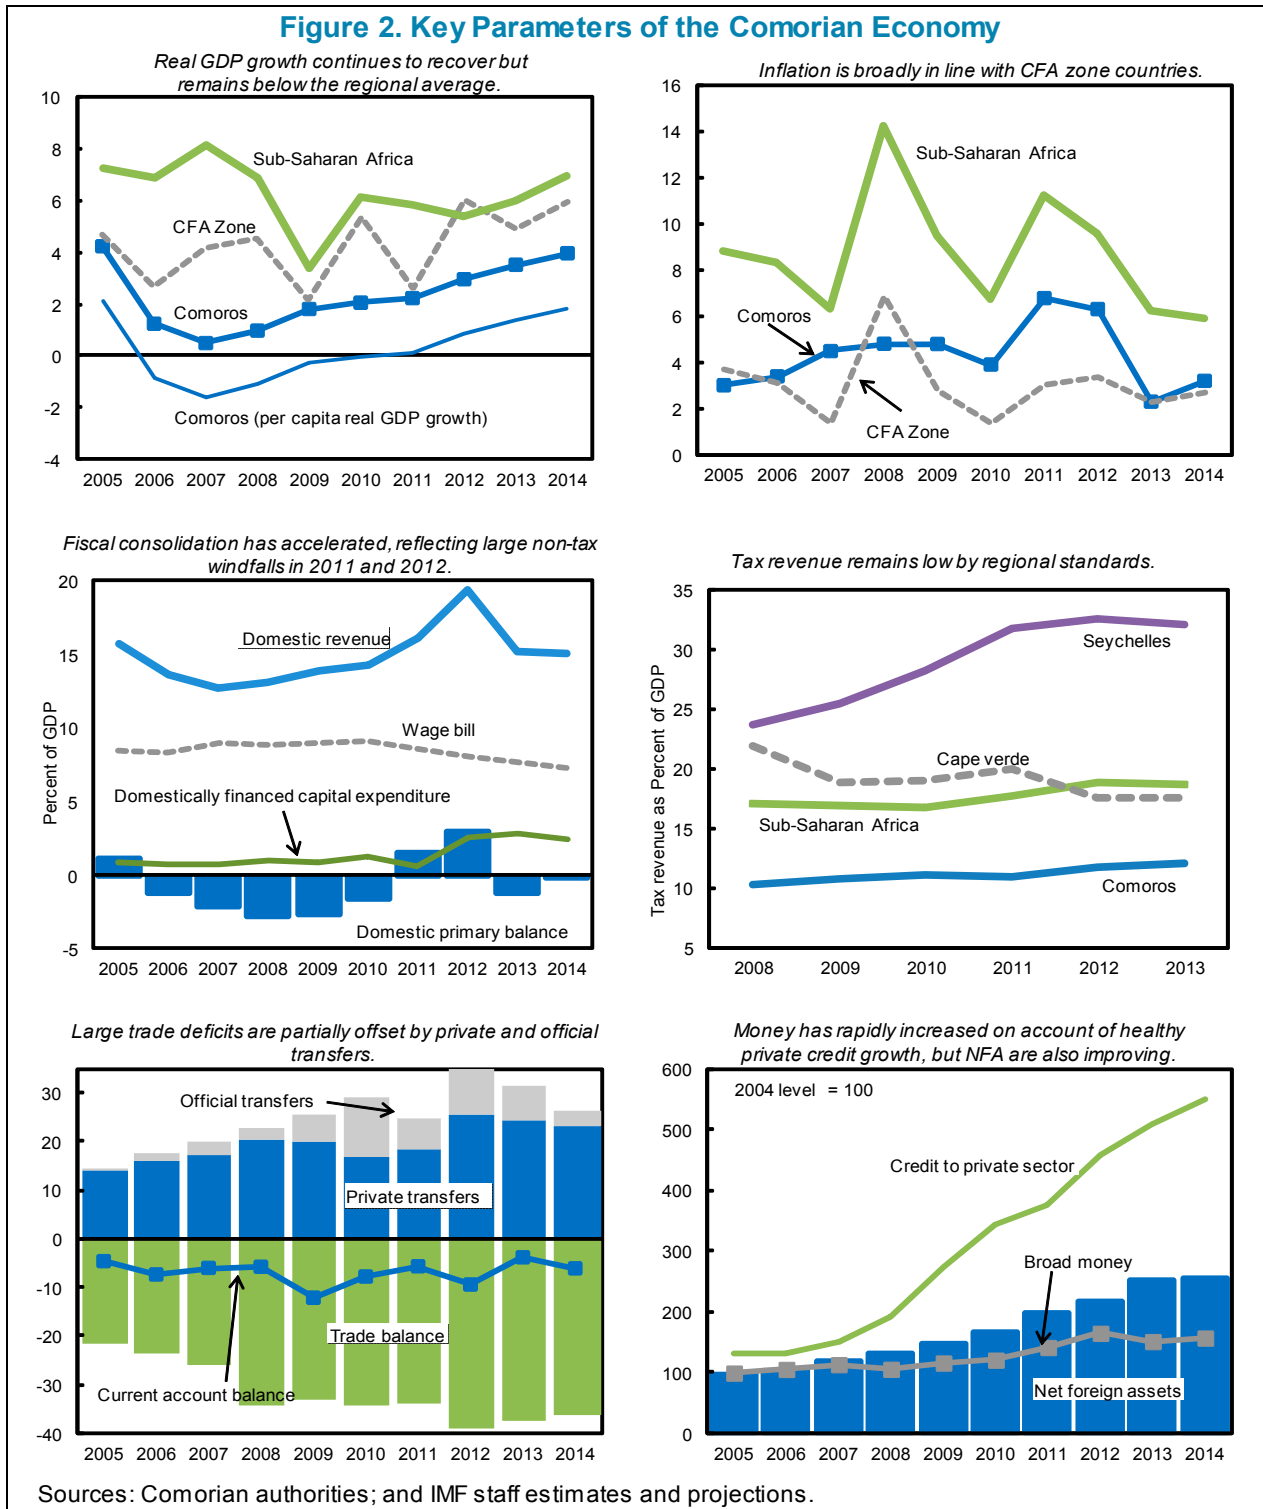 Figure 2. Key Parameters of the Comorian Economy
Real GDP growth continues to recover but
remains below the regional average.
10
8
6
4
2
0
-2
-4
Sub-Saharan Africa
CFA Zone
Comoros
Comoros (per capita real GDP growth)
2005 2006 2007 2008 2009 2010 2011 2012 2013 2014
Inflation is broadly in line with CFA zone countries.
16
14
12
10
8
6
4
2
0
Sub-Saharan Africa
Comoros
CFA Zone
2005 2006 2007 2008 2009 2010 2011 2012 2013 2014
Fiscal consolidation has accelerated, reflecting large non-tax
windfalls in 2011 and 2012.
Percent of GDP
20
15
10
5
0
-5
Domestic revenue
Wage bill
Domestically financed capital expenditure
Domestic primary balance
2005 2006 2007 2008 2009 2010 2011 2012 2013 2014
Tax revenue remains low by regional standards.
Tax revenue as Percent of GDP
35
30
25
20
15
10
5
Seychelles
Cape verde
Sub-Saharan Africa
Comoros
2008 2009 2010 2011 2012 2013
Large trade deficits are partially offset by private and official
transfers.
30
20
10
0
-10
-20
-30
-40
Official transfers
Private transfers
Trade balance
Current account balance
2005 2006 2007 2008 2009 2010 2011 2012 2013 2014
Money has rapidly increased on account of healthy
private credit growth, but NFA are also improving.
600
500
400
300
200
100
0
2004 level = 100
Credit to private sector
Broad money
Net foreign assets
2005 2006 2007 2008 2009 2010 2011 2012 2013 2014
Sources: Comorian authorities; and IMF staff estimates and projections.